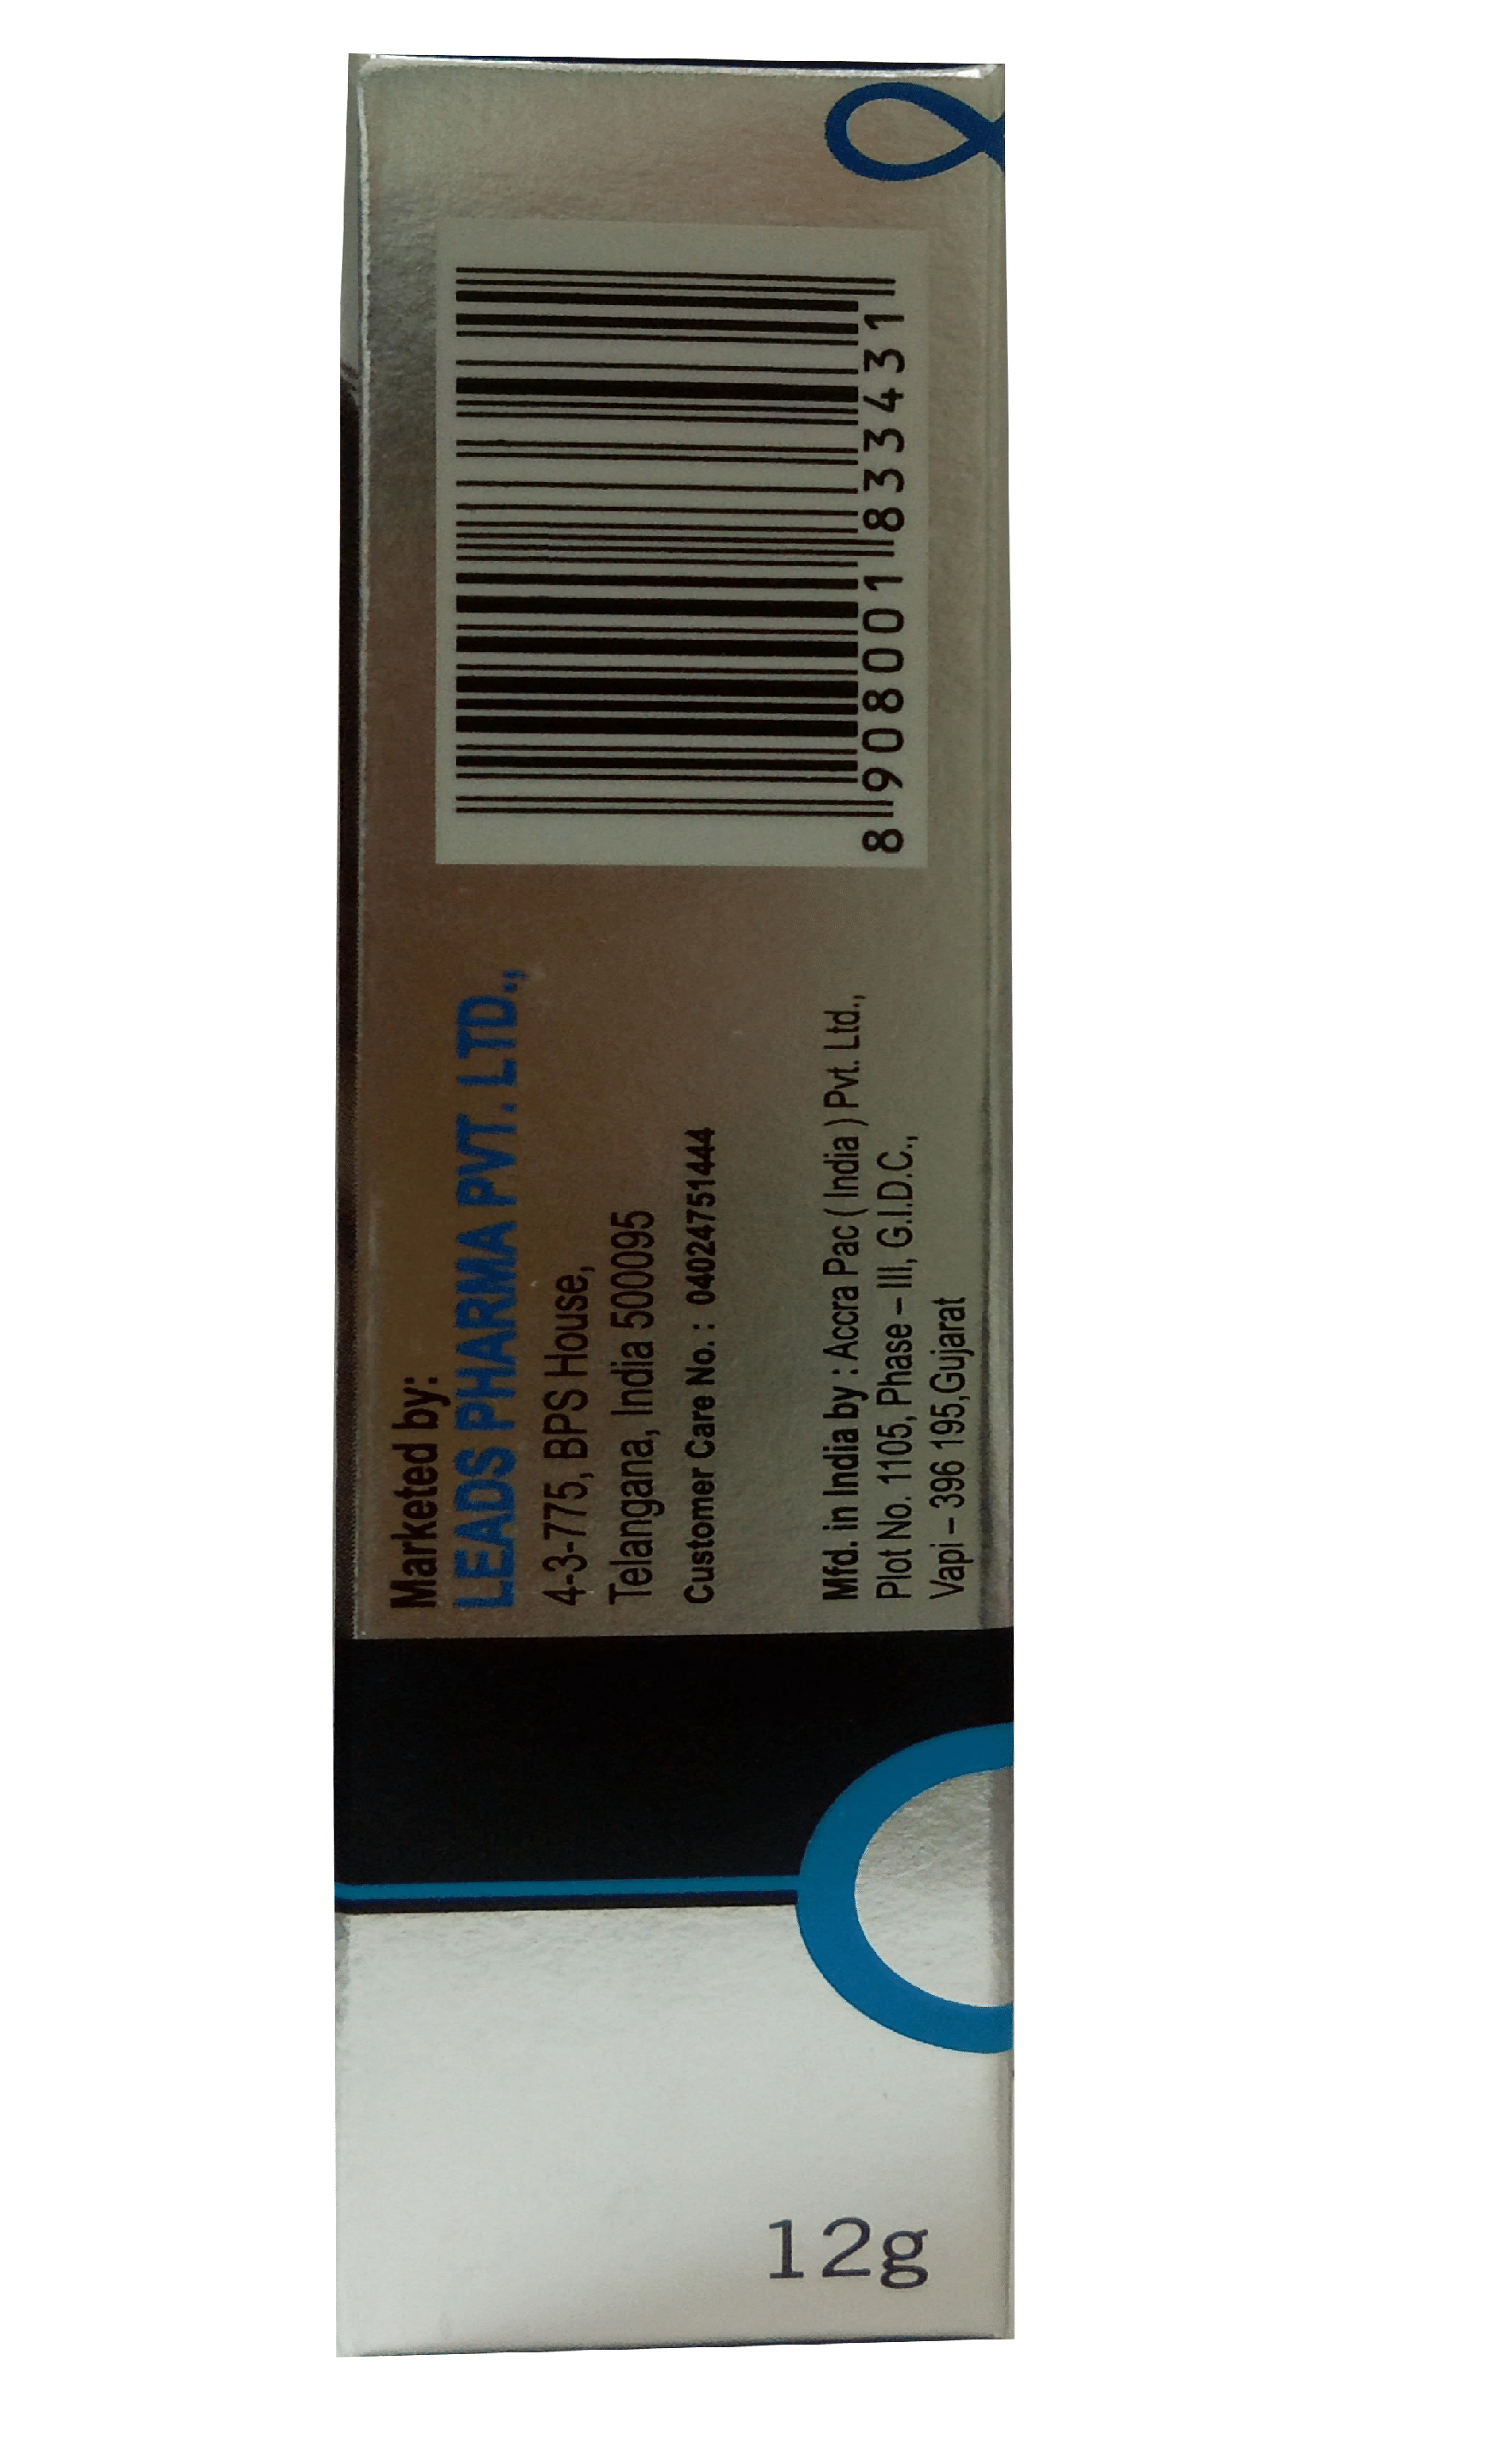 Marketed by:
LEADS PHARMA PVT. LTD.,
4-3-775, BPS House,
Telangana, India 500095
Customer Care No. : 04024751444
Mfd. in India by : Accra Pac ( India ) Pvt. Ltd.,
Plot No. 1105, Phase – III, G.I.D.C.,
Vapi – 396 195,Gujarat
8 908001 833431
12g